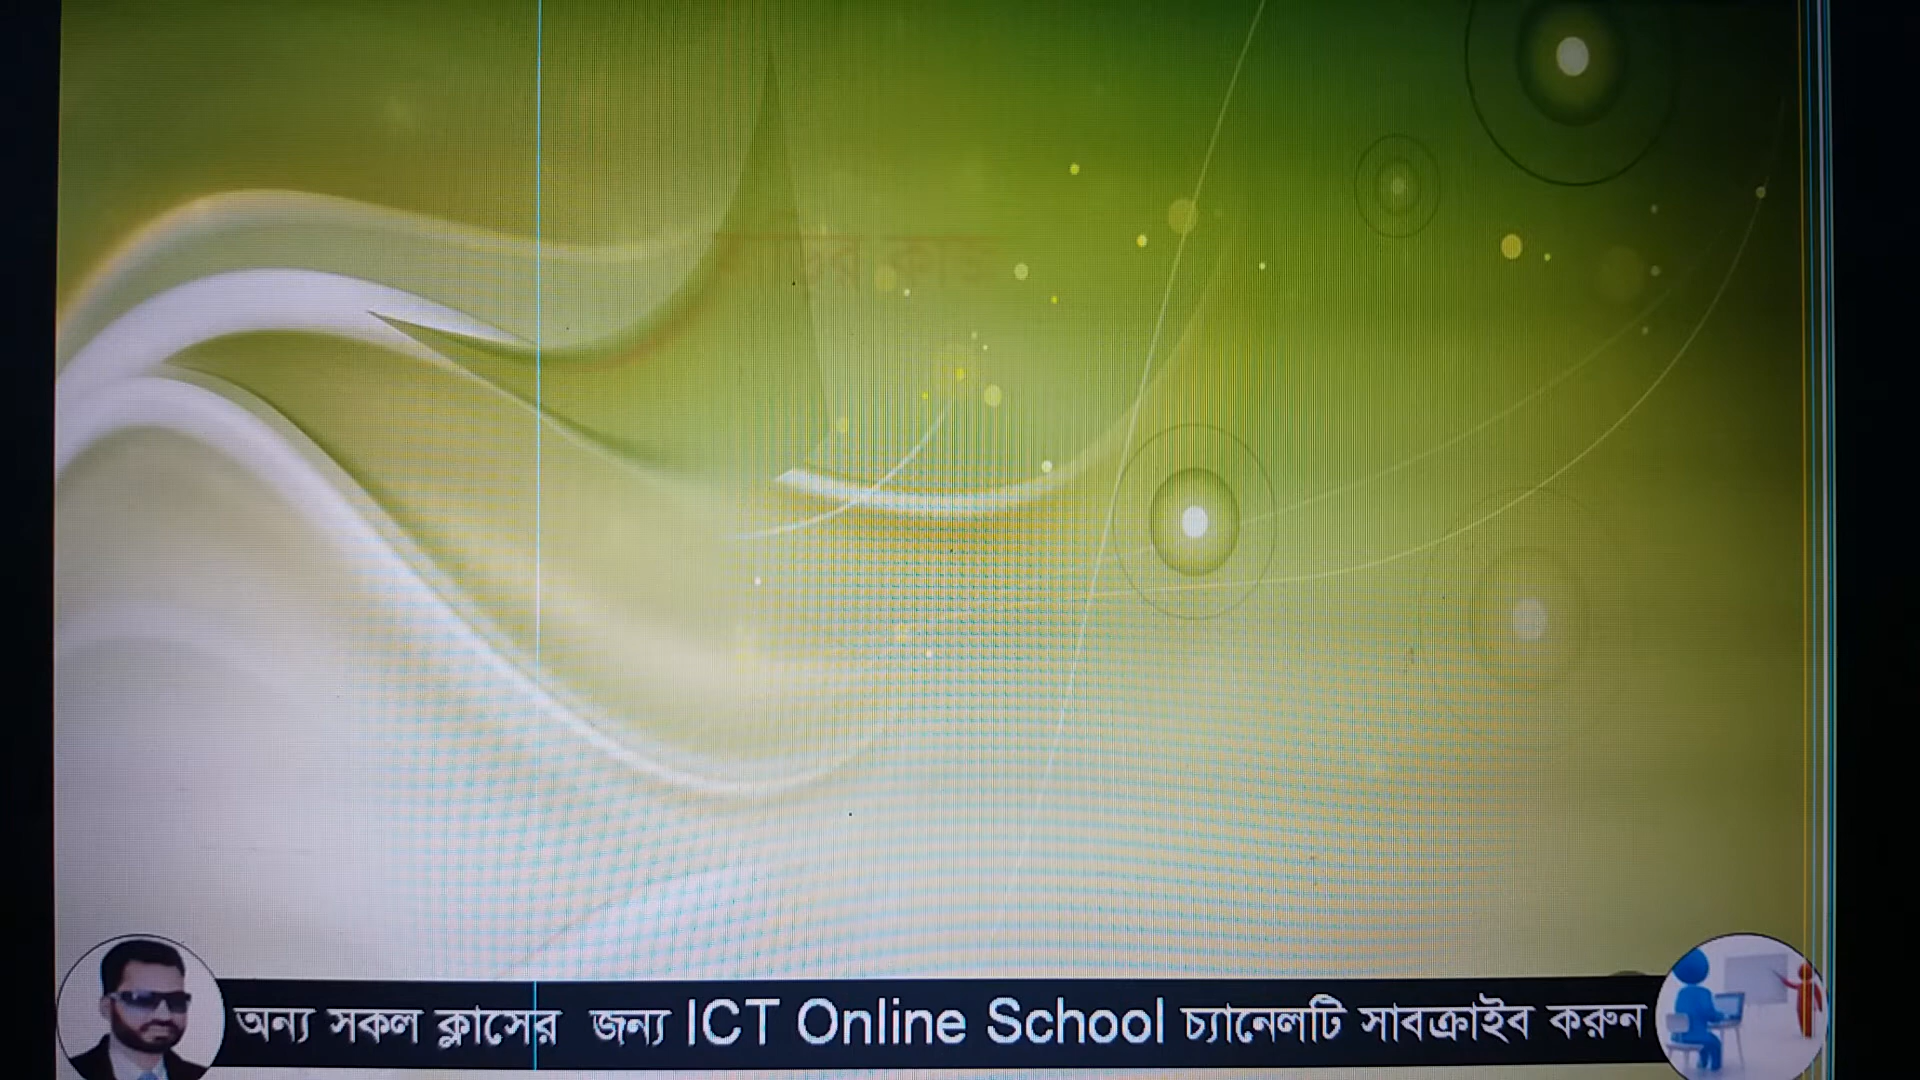 অন্য সকল ক্লাসের জন্য ICT Online School চ্যানেলটি সাবক্রাইব করুন